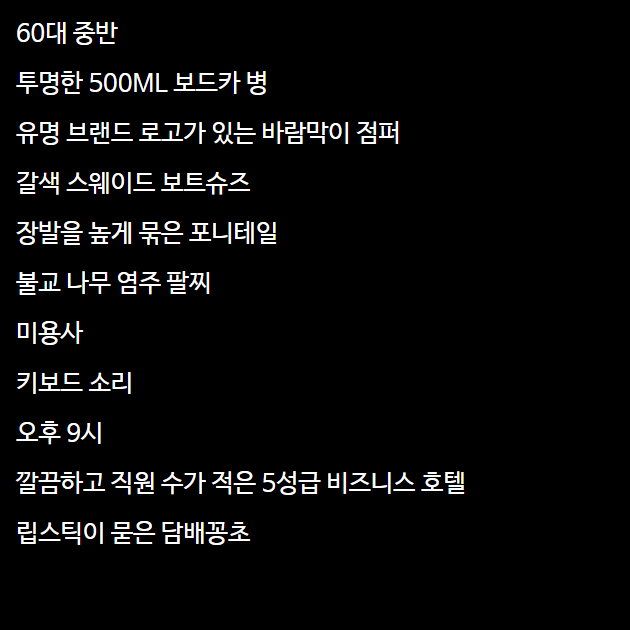 60대 중반
투명한 500ML 보드카 병
유명 브랜드 로고가 있는 바람막이 점퍼
갈색 스웨이드 보트슈즈
장발을 높게 묶은 포니테일
불교 나무 염주 팔찌
미용사
키보드 소리
오후 9시
깔끔하고 직원 수가 적은 5성급 비즈니스 호텔
립스틱이 묻은 담배꽁초